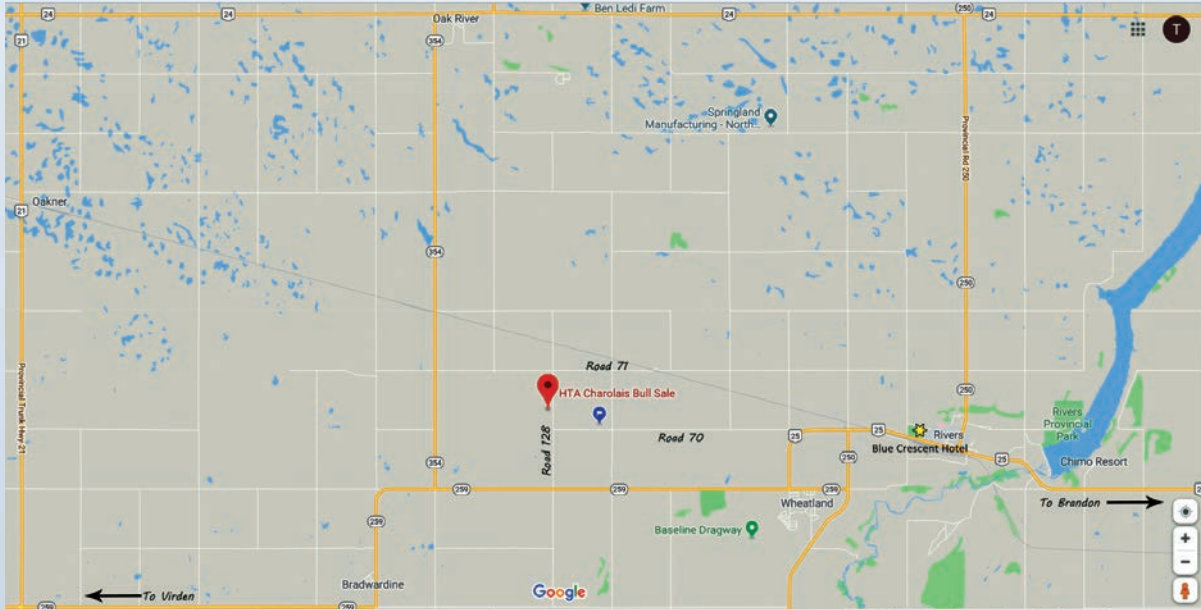 24
24
Ben Ledi Farm
24
250
24
Oak River
21
354
T
Springland
Manufacturing - North...
Provincial Rd 250
Oakner
21
354
250
Road 71
Provincial Trunk Hwy 21
HTA Charolais Bull Sale
250
Rivers
Provincial
Park
Road 128
Road 70
25
25
Rivers
Blue Crescent Hotel
354
250
25
Chimo Resort
259
259
259
Wheatland
To Brandon
259
Baseline Dragway
+
−
Bradwardine
Google
To Virden
259
259